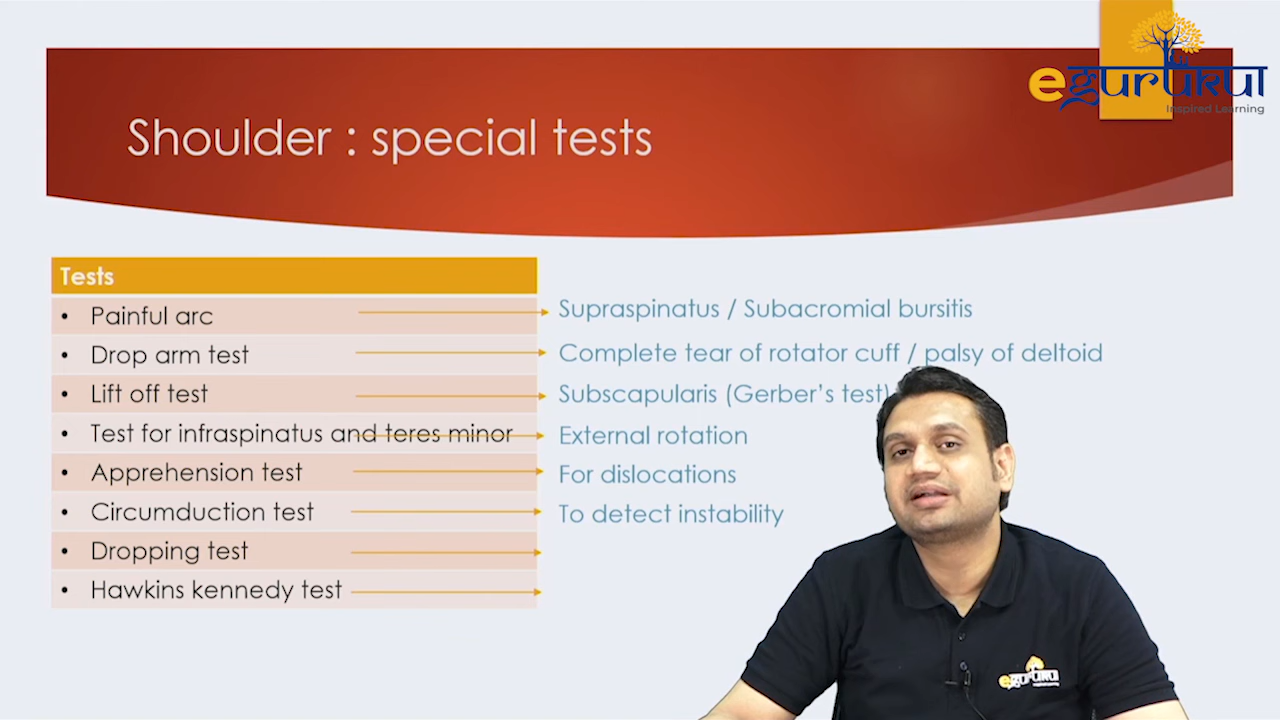 egurukul
Inspired Learning
Shoulder : special tests
Tests
• Painful arc
Supraspinatus / Subacromial bursitis
• Drop arm test
Complete tear of rotator cuff / palsy of deltoid
• Lift off test
Subscapularis (Gerber's test)
• Test for infraspinatus and teres minor
External rotation
• Apprehension test
For dislocations
• Circumduction test
To detect instability
• Dropping test
• Hawkins kennedy test
egurukul